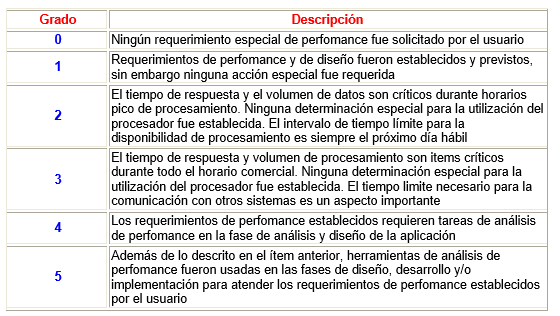 Grado Descripción
0 Ningún requerimiento especial de perfomance fue solicitado por el usuario
1 Requerimientos de perfomance y de diseño fueron establecidos y previstos,
sin embargo ninguna acción especial fue requerida
2 El tiempo de respuesta y el volumen de datos son críticos durante horarios
pico de procesamiento. Ninguna determinación especial para la utilización del
procesador fue establecida. El intervalo de tiempo límite para la
disponibilidad de procesamiento es siempre el próximo día hábil
3 El tiempo de respuesta y volumen de procesamiento son items críticos
durante todo el horario comercial. Ninguna determinación especial para la
utilización del procesador fue establecida. El tiempo limite necesario para la
comunicación con otros sistemas es un aspecto importante
4 Los requerimientos de perfomance establecidos requieren tareas de análisis
de perfomance en la fase de análisis y diseño de la aplicación
5 Además de lo descrito en el ítem anterior, herramientas de análisis de
perfomance fueron usadas en las fases de diseño, desarrollo y/o
implementación para atender los requerimientos de perfomance establecidos
por el usuario